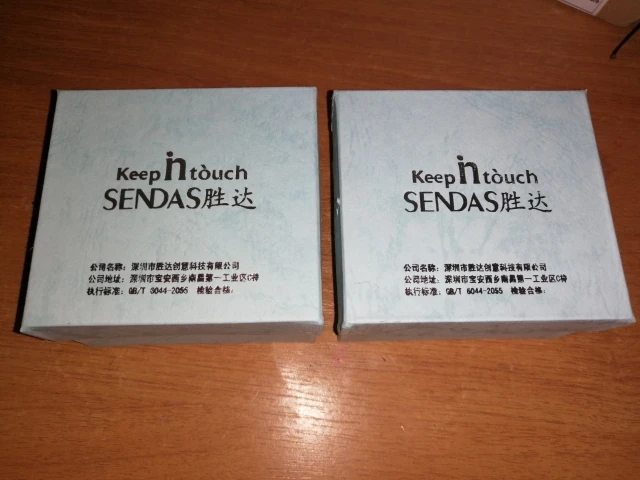 Keep in tòuch
SENDAS胜达
公司名称：深圳市胜达创意科技有限公司
公司地址：深圳市宝安西乡南昌第一工业区C栋
执行标准：GB/T 6044-2055 检验合格：
Keep in tòuch
SENDAS胜达
公司名称：深圳市胜达创意科技有限公司
公司地址：深圳市宝安西乡南昌第一工业区C栋
执行标准：GB/T 6044-2055 检验合格：